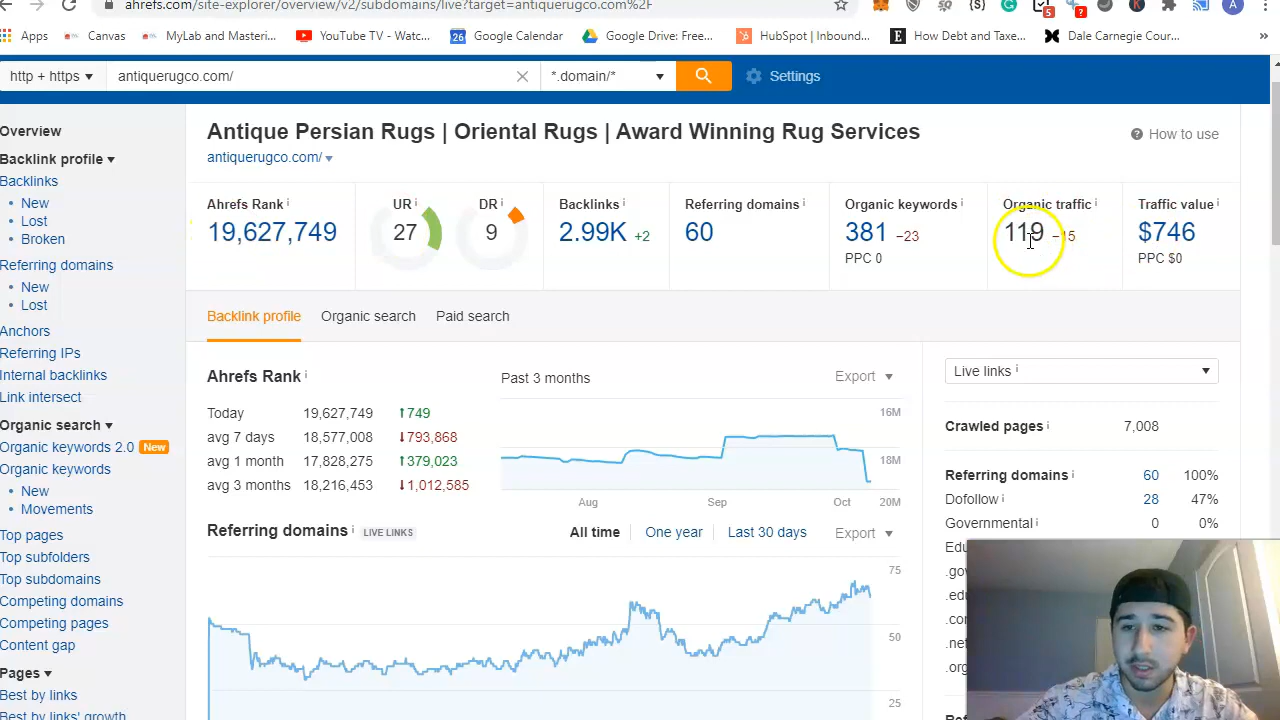 ahrefs.com/site-explorer/overview/v2/subdomains/live?target=antiquerugco.com%2F
Apps Canvas MyLab and Masteri... YouTube TV - Watc... 26 Google Calendar Google Drive: Free... HubSpot | Inbound... How Debt and Taxe... Dale Carnegie Cour... »
http + https antiquerugco.com/ *.domain/* Settings
Antique Persian Rugs | Oriental Rugs | Award Winning Rug Services
How to use
antiquerugco.com/
Ahrefs Rank i
19,627,749
UR i
27
DR i
9
Backlinks i
2.99K +2
Referring domains i
60
Organic keywords i
381 −23
PPC 0
Organic traffic i
119 −15
Traffic value i
$746
PPC $0
Overview
Backlink profile
Backlinks
New
Lost
Broken
Referring domains
New
Lost
Anchors
Referring IPs
Internal backlinks
Link intersect
Organic search
Organic keywords 2.0 New
Organic keywords
New
Movements
Top pages
Top subfolders
Top subdomains
Competing domains
Competing pages
Content gap
Pages
Best by links
Best by links' growth
Backlink profile Organic search Paid search
Ahrefs Rank i
Past 3 months
Export
Today 19,627,749 ↑749
avg 7 days 18,577,008 ↓793,868
avg 1 month 17,828,275 ↑379,023
avg 3 months 18,216,453 ↓1,012,585
16M
18M
20M
Aug Sep Oct
Referring domains i LIVE LINKS
All time One year Last 30 days Export
75
50
25
Live links i
Crawled pages i 7,008
Referring domains i 60 100%
Dofollow i 28 47%
Governmental i 0 0%
Edu
.go
.edu
.co
.ne
.org